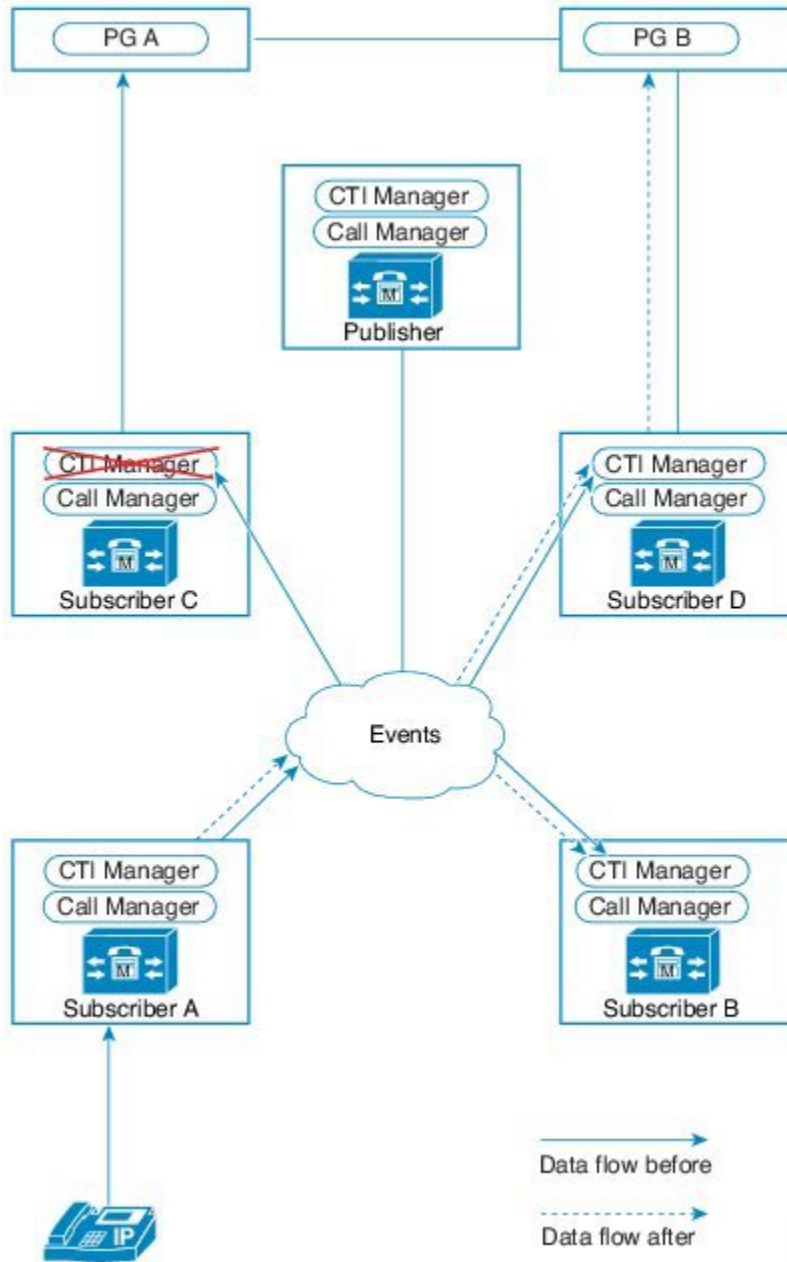 PG A
PG B
CTI Manager
Call Manager
M
Publisher
CTI Manager
Call Manager
M
Subscriber C
CTI Manager
Call Manager
M
Subscriber D
Events
CTI Manager
Call Manager
M
Subscriber A
CTI Manager
Call Manager
M
Subscriber B
IP
Data flow before
Data flow after